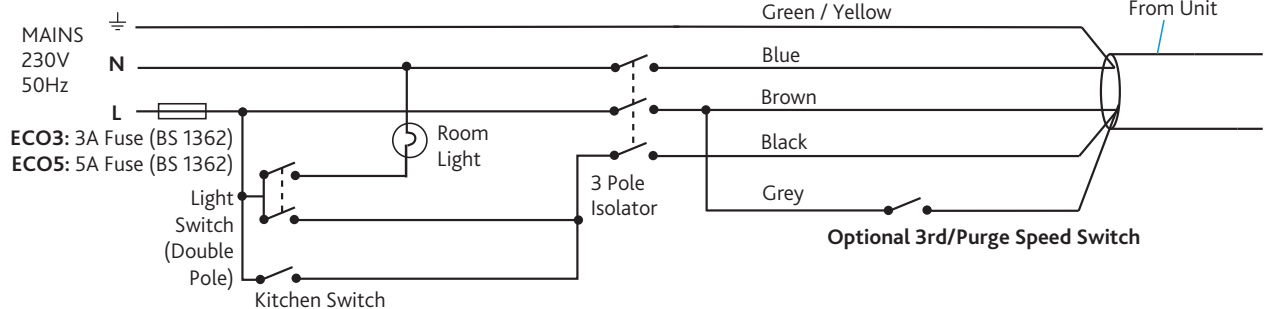 Green / Yellow
From Unit
MAINS
230V
50Hz
N
Blue
L
Brown
ECO3: 3A Fuse (BS 1362)
ECO5: 5A Fuse (BS 1362)
Room
Light
Black
3 Pole
Isolator
Light
Switch
(Double
Pole)
Grey
Optional 3rd/Purge Speed Switch
Kitchen Switch